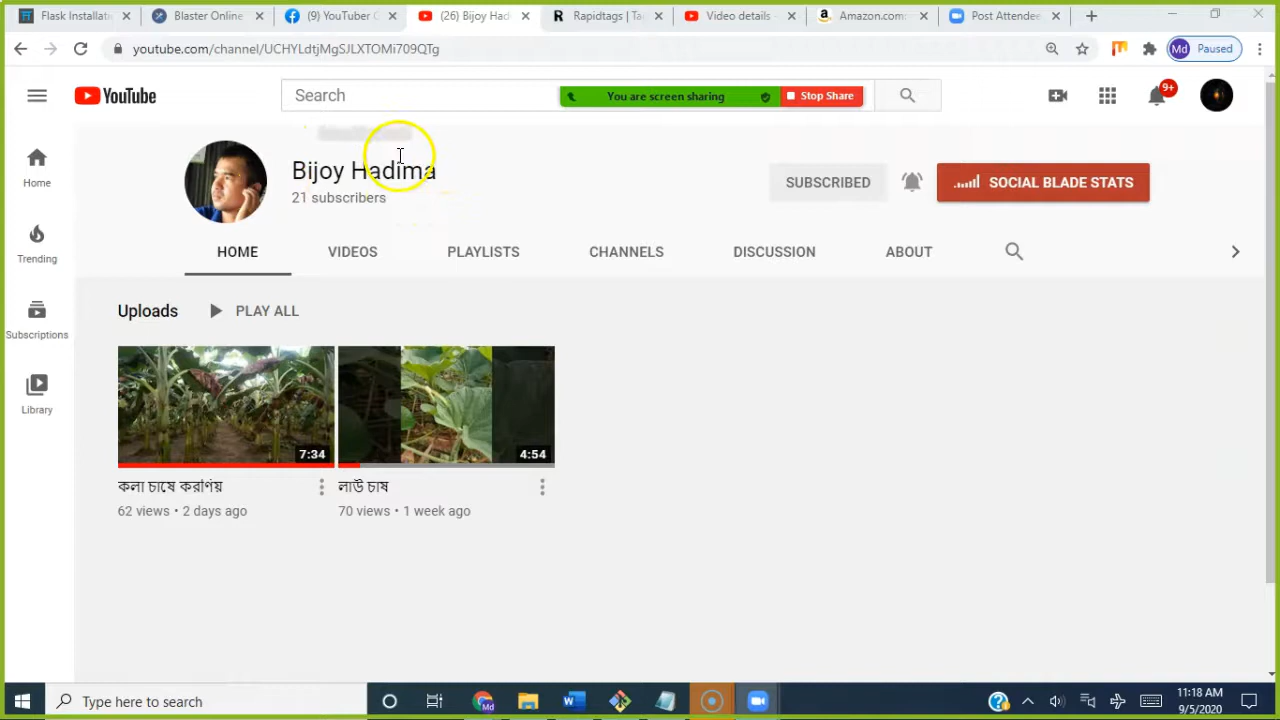 Flask Installat
Blaster Online
(9) YouTuber C
(26) Bijoy Had
Rapidtags | Ta
Video details -
Amazon.com:
Post Attendee
youtube.com/channel/UCHYLdtjMgSJLXTOMi709QTg
Md Paused
YouTube
Search
You are screen sharing
Stop Share
9+
Bijoy Hadima
21 subscribers
SUBSCRIBED
SOCIAL BLADE STATS
Home
Trending
Subscriptions
Library
HOME
VIDEOS
PLAYLISTS
CHANNELS
DISCUSSION
ABOUT
Uploads
PLAY ALL
7:34
4:54
কলা চাষে করণিয়
লাউ চাষ
62 views • 2 days ago
70 views • 1 week ago
Type here to search
11:18 AM
9/5/2020